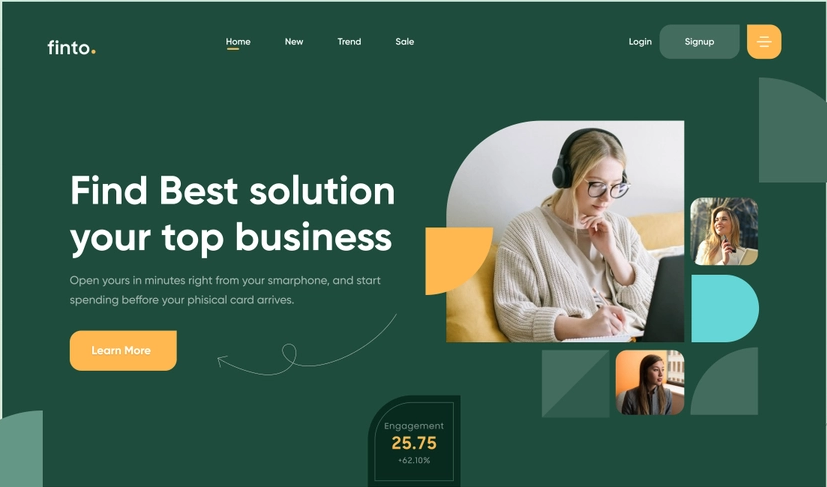 finto.
Home New Trend Sale Login Signup
Find Best solution
your top business
Open yours in minutes right from your smarphone, and start
spending beffore your phisical card arrives.
Learn More
Engagement
25.75
+62.10%